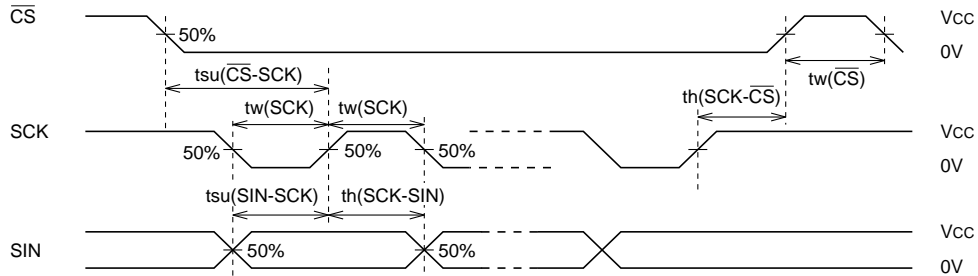 CS VCC
50%
0V
tsu(CS-SCK) tw(CS)
tw(SCK) tw(SCK) th(SCK-CS)
SCK VCC
50% 50% 50%
0V
tsu(SIN-SCK) th(SCK-SIN)
VCC
SIN 50% 50%
0V